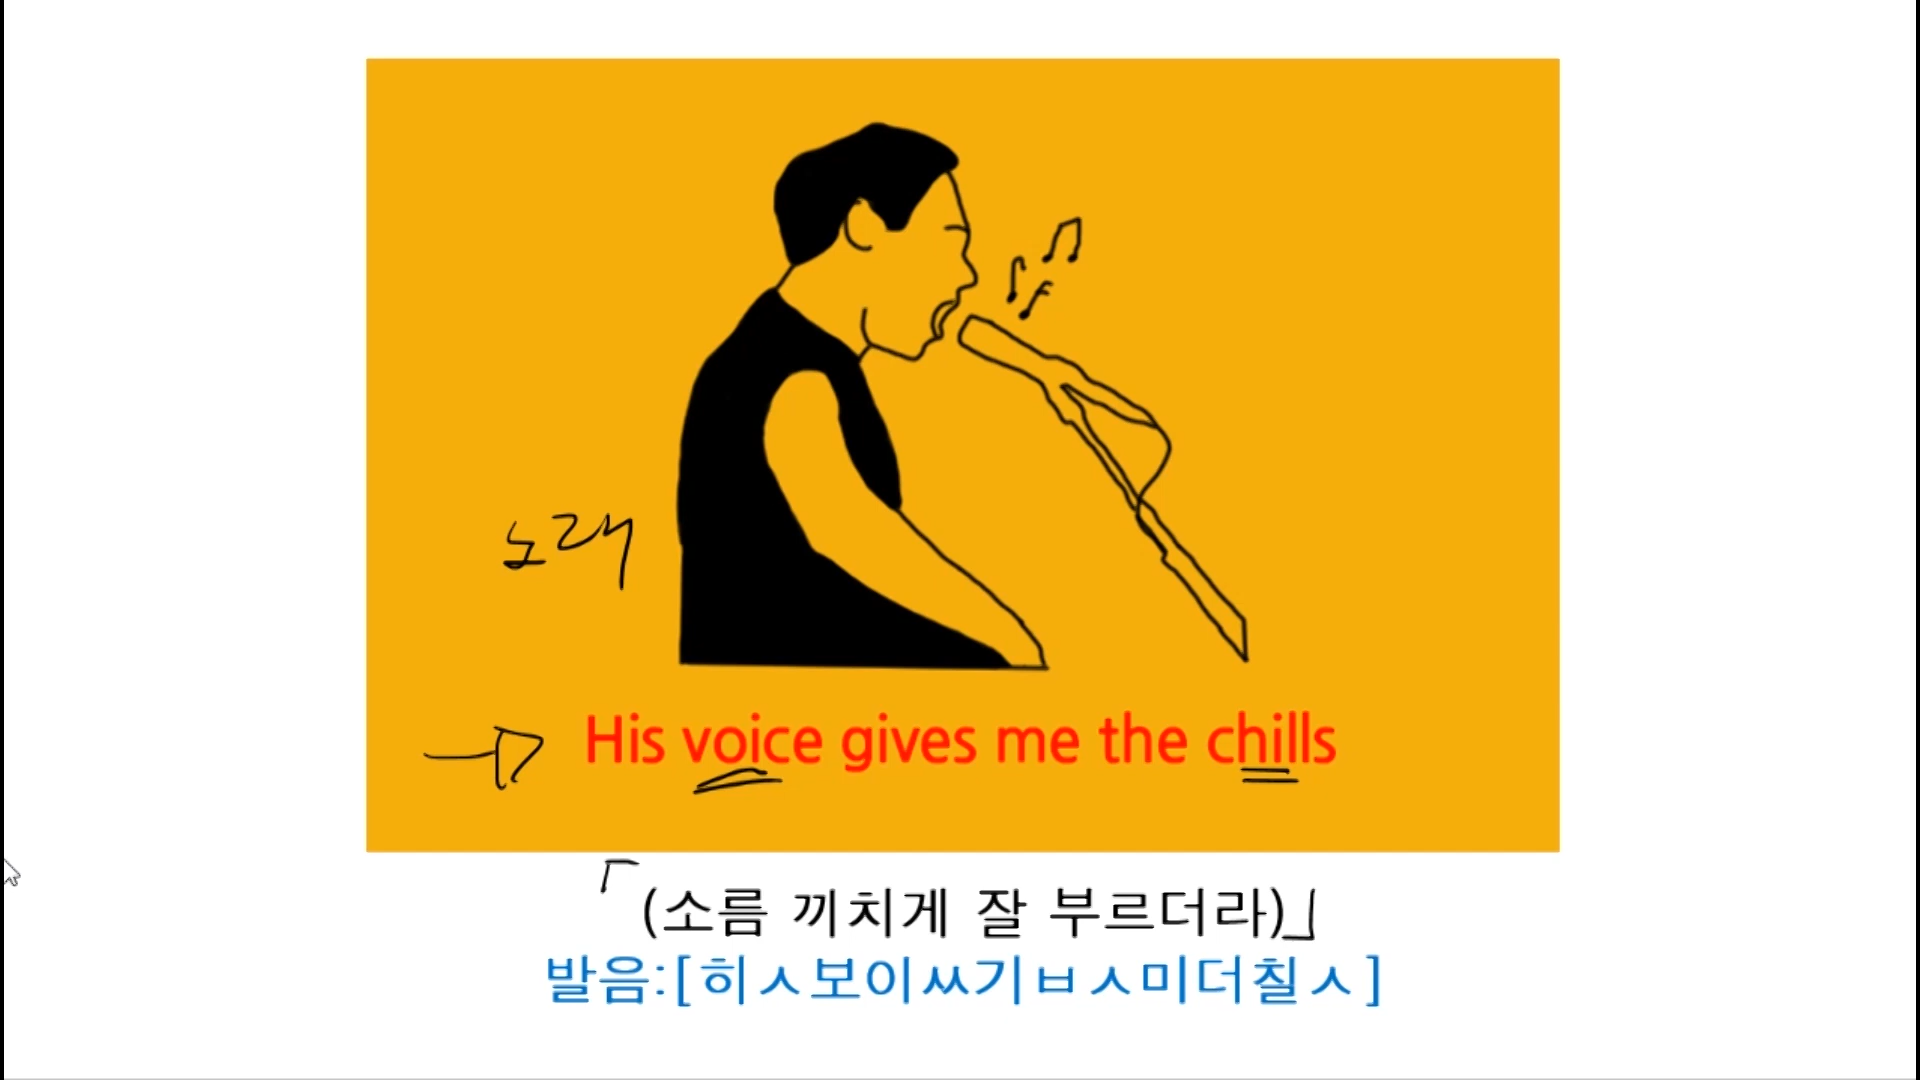 노래
His voice gives me the chills
「(소름 끼치게 잘 부르더라)」
발음:[히ㅅ보이ㅆ기ㅂㅅ미더칠ㅅ]